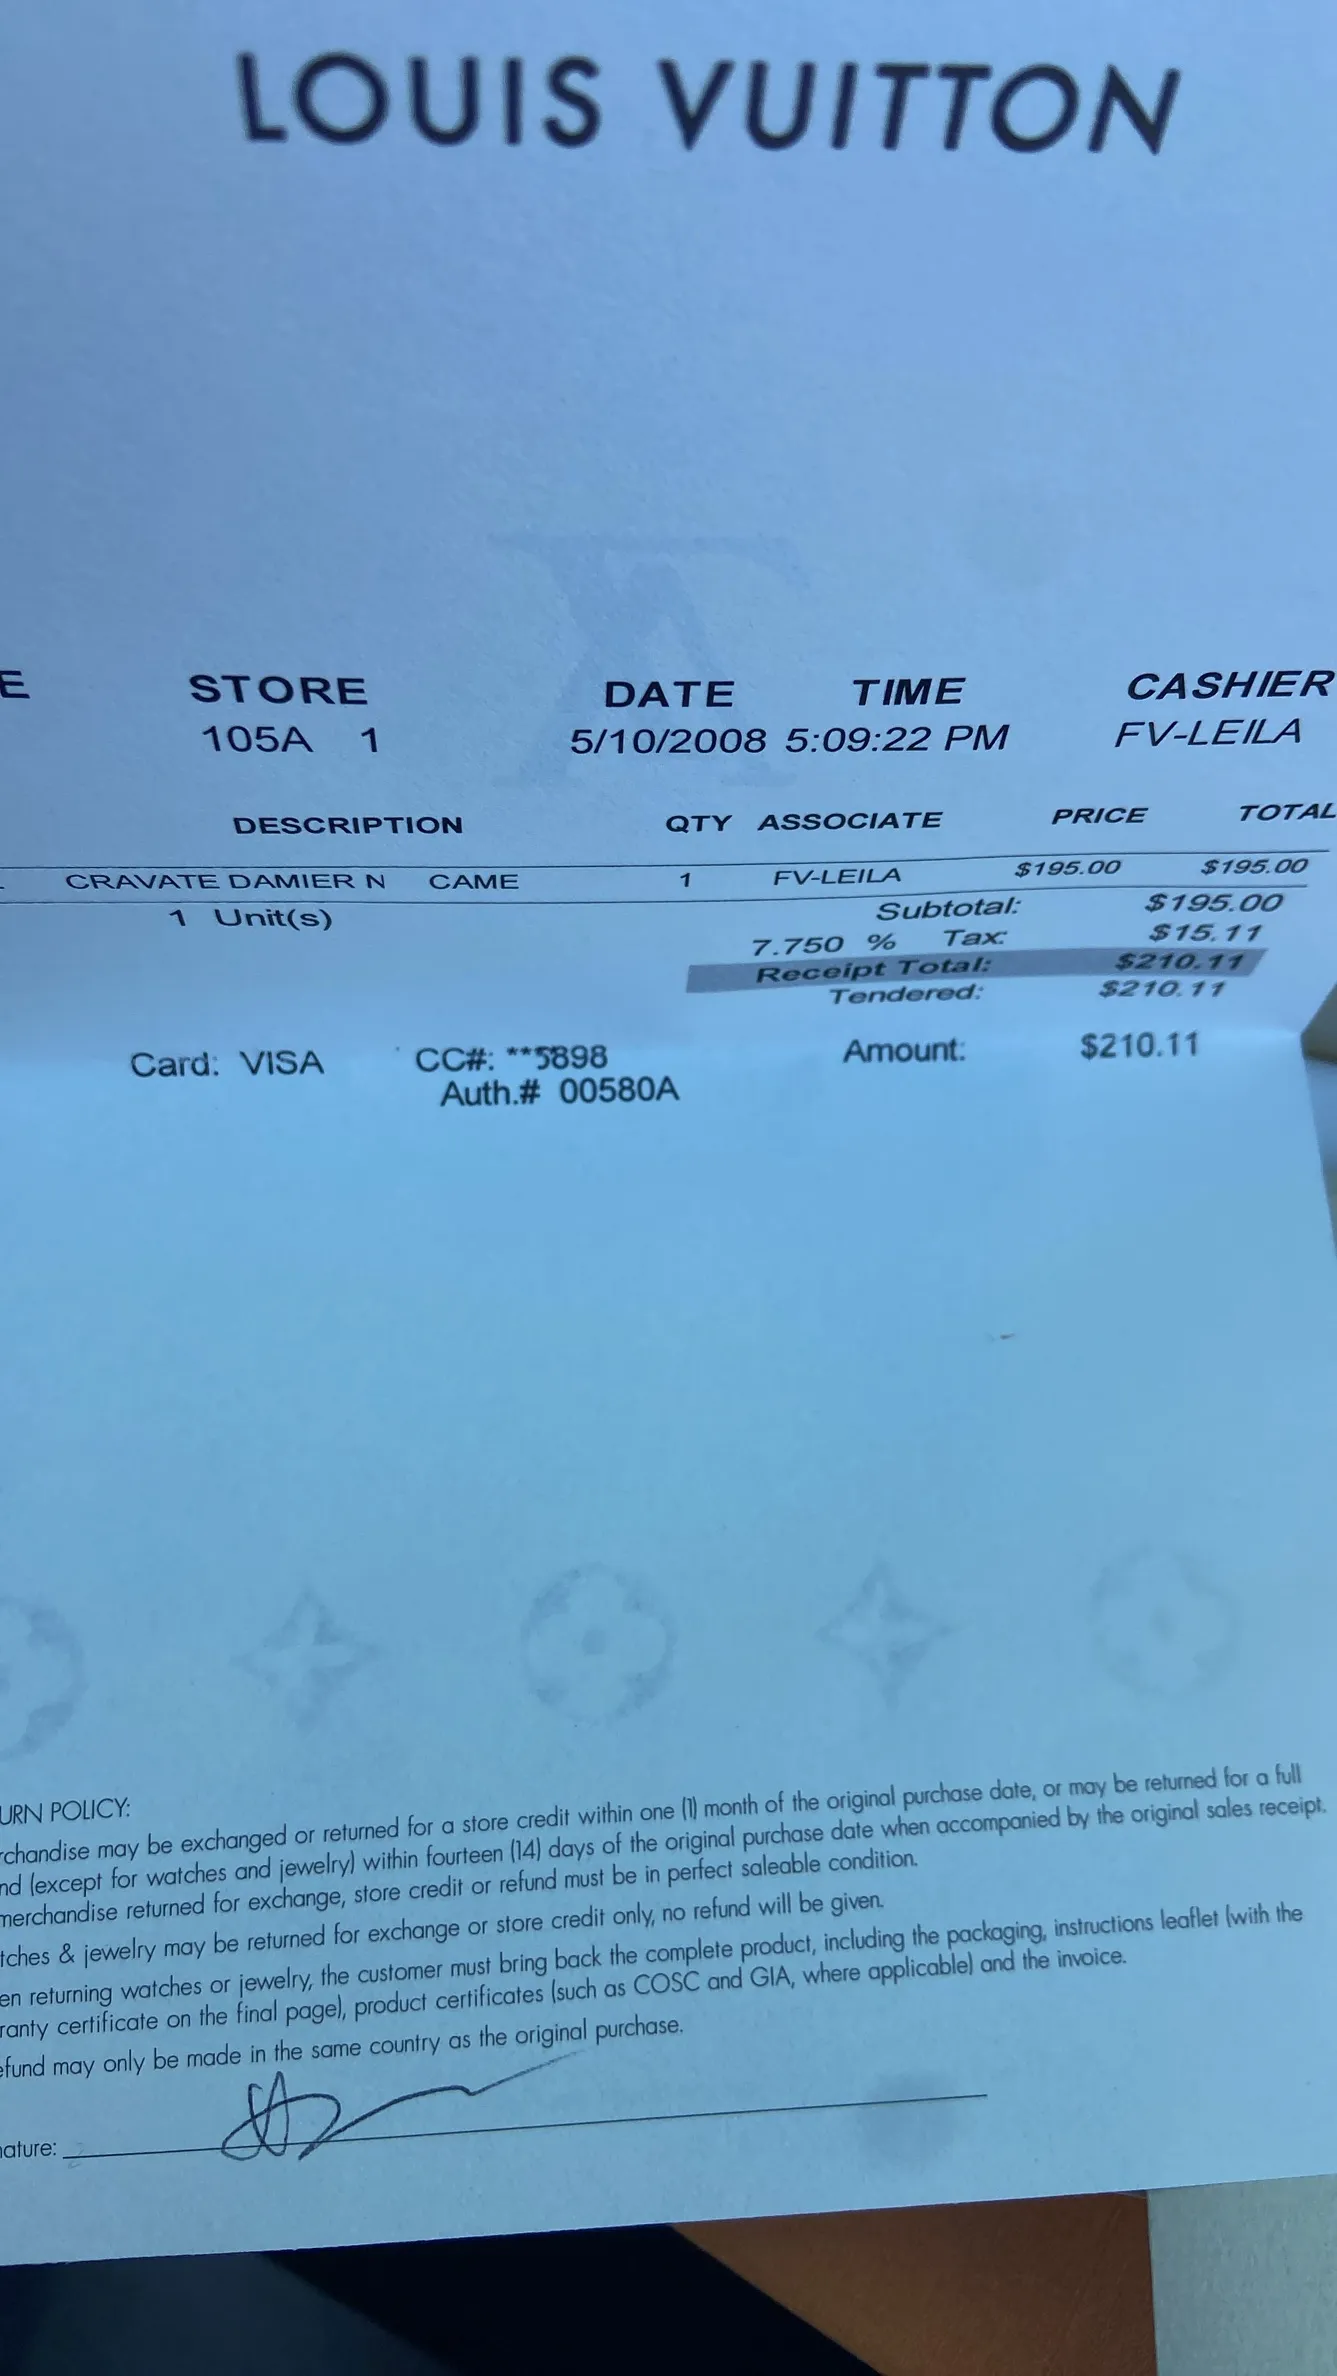 LOUIS VUITTON
E STORE DATE TIME CASHIER
105A 1 5/10/2008 5:09:22 PM FV-LEILA
DESCRIPTION QTY ASSOCIATE PRICE TOTAL
CRAVATE DAMIER N CAME 1 FV-LEILA $195.00 $195.00
1 Unit(s) Subtotal: $195.00
7.750 % Tax: $15.11
Receipt Total: $210.11
Tendered: $210.11
Card: VISA CC#: **5898 Amount: $210.11
Auth.# 00580A
URN POLICY:
rchandise may be exchanged or returned for a store credit within one (1) month of the original purchase date, or may be returned for a full
nd (except for watches and jewelry) within fourteen (14) days of the original purchase date when accompanied by the original sales receipt.
merchandise returned for exchange, store credit or refund must be in perfect saleable condition.
tches & jewelry may be returned for exchange or store credit only, no refund will be given.
en returning watches or jewelry, the customer must bring back the complete product, including the packaging, instructions leaflet (with the
ranty certificate on the final page), product certificates (such as COSC and GIA, where applicable) and the invoice.
efund may only be made in the same country as the original purchase.
nature: